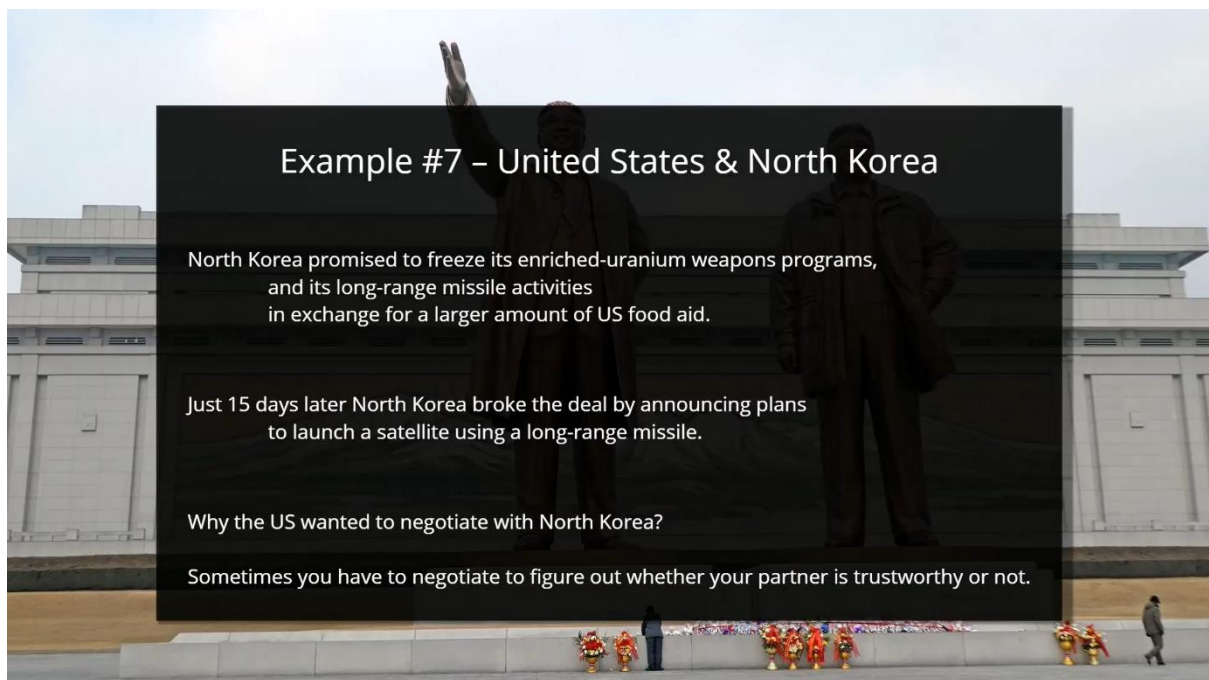 Example #7 – United States & North Korea
North Korea promised to freeze its enriched-uranium weapons programs,
and its long-range missile activities
in exchange for a larger amount of US food aid.
Just 15 days later North Korea broke the deal by announcing plans
to launch a satellite using a long-range missile.
Why the US wanted to negotiate with North Korea?
Sometimes you have to negotiate to figure out whether your partner is trustworthy or not.